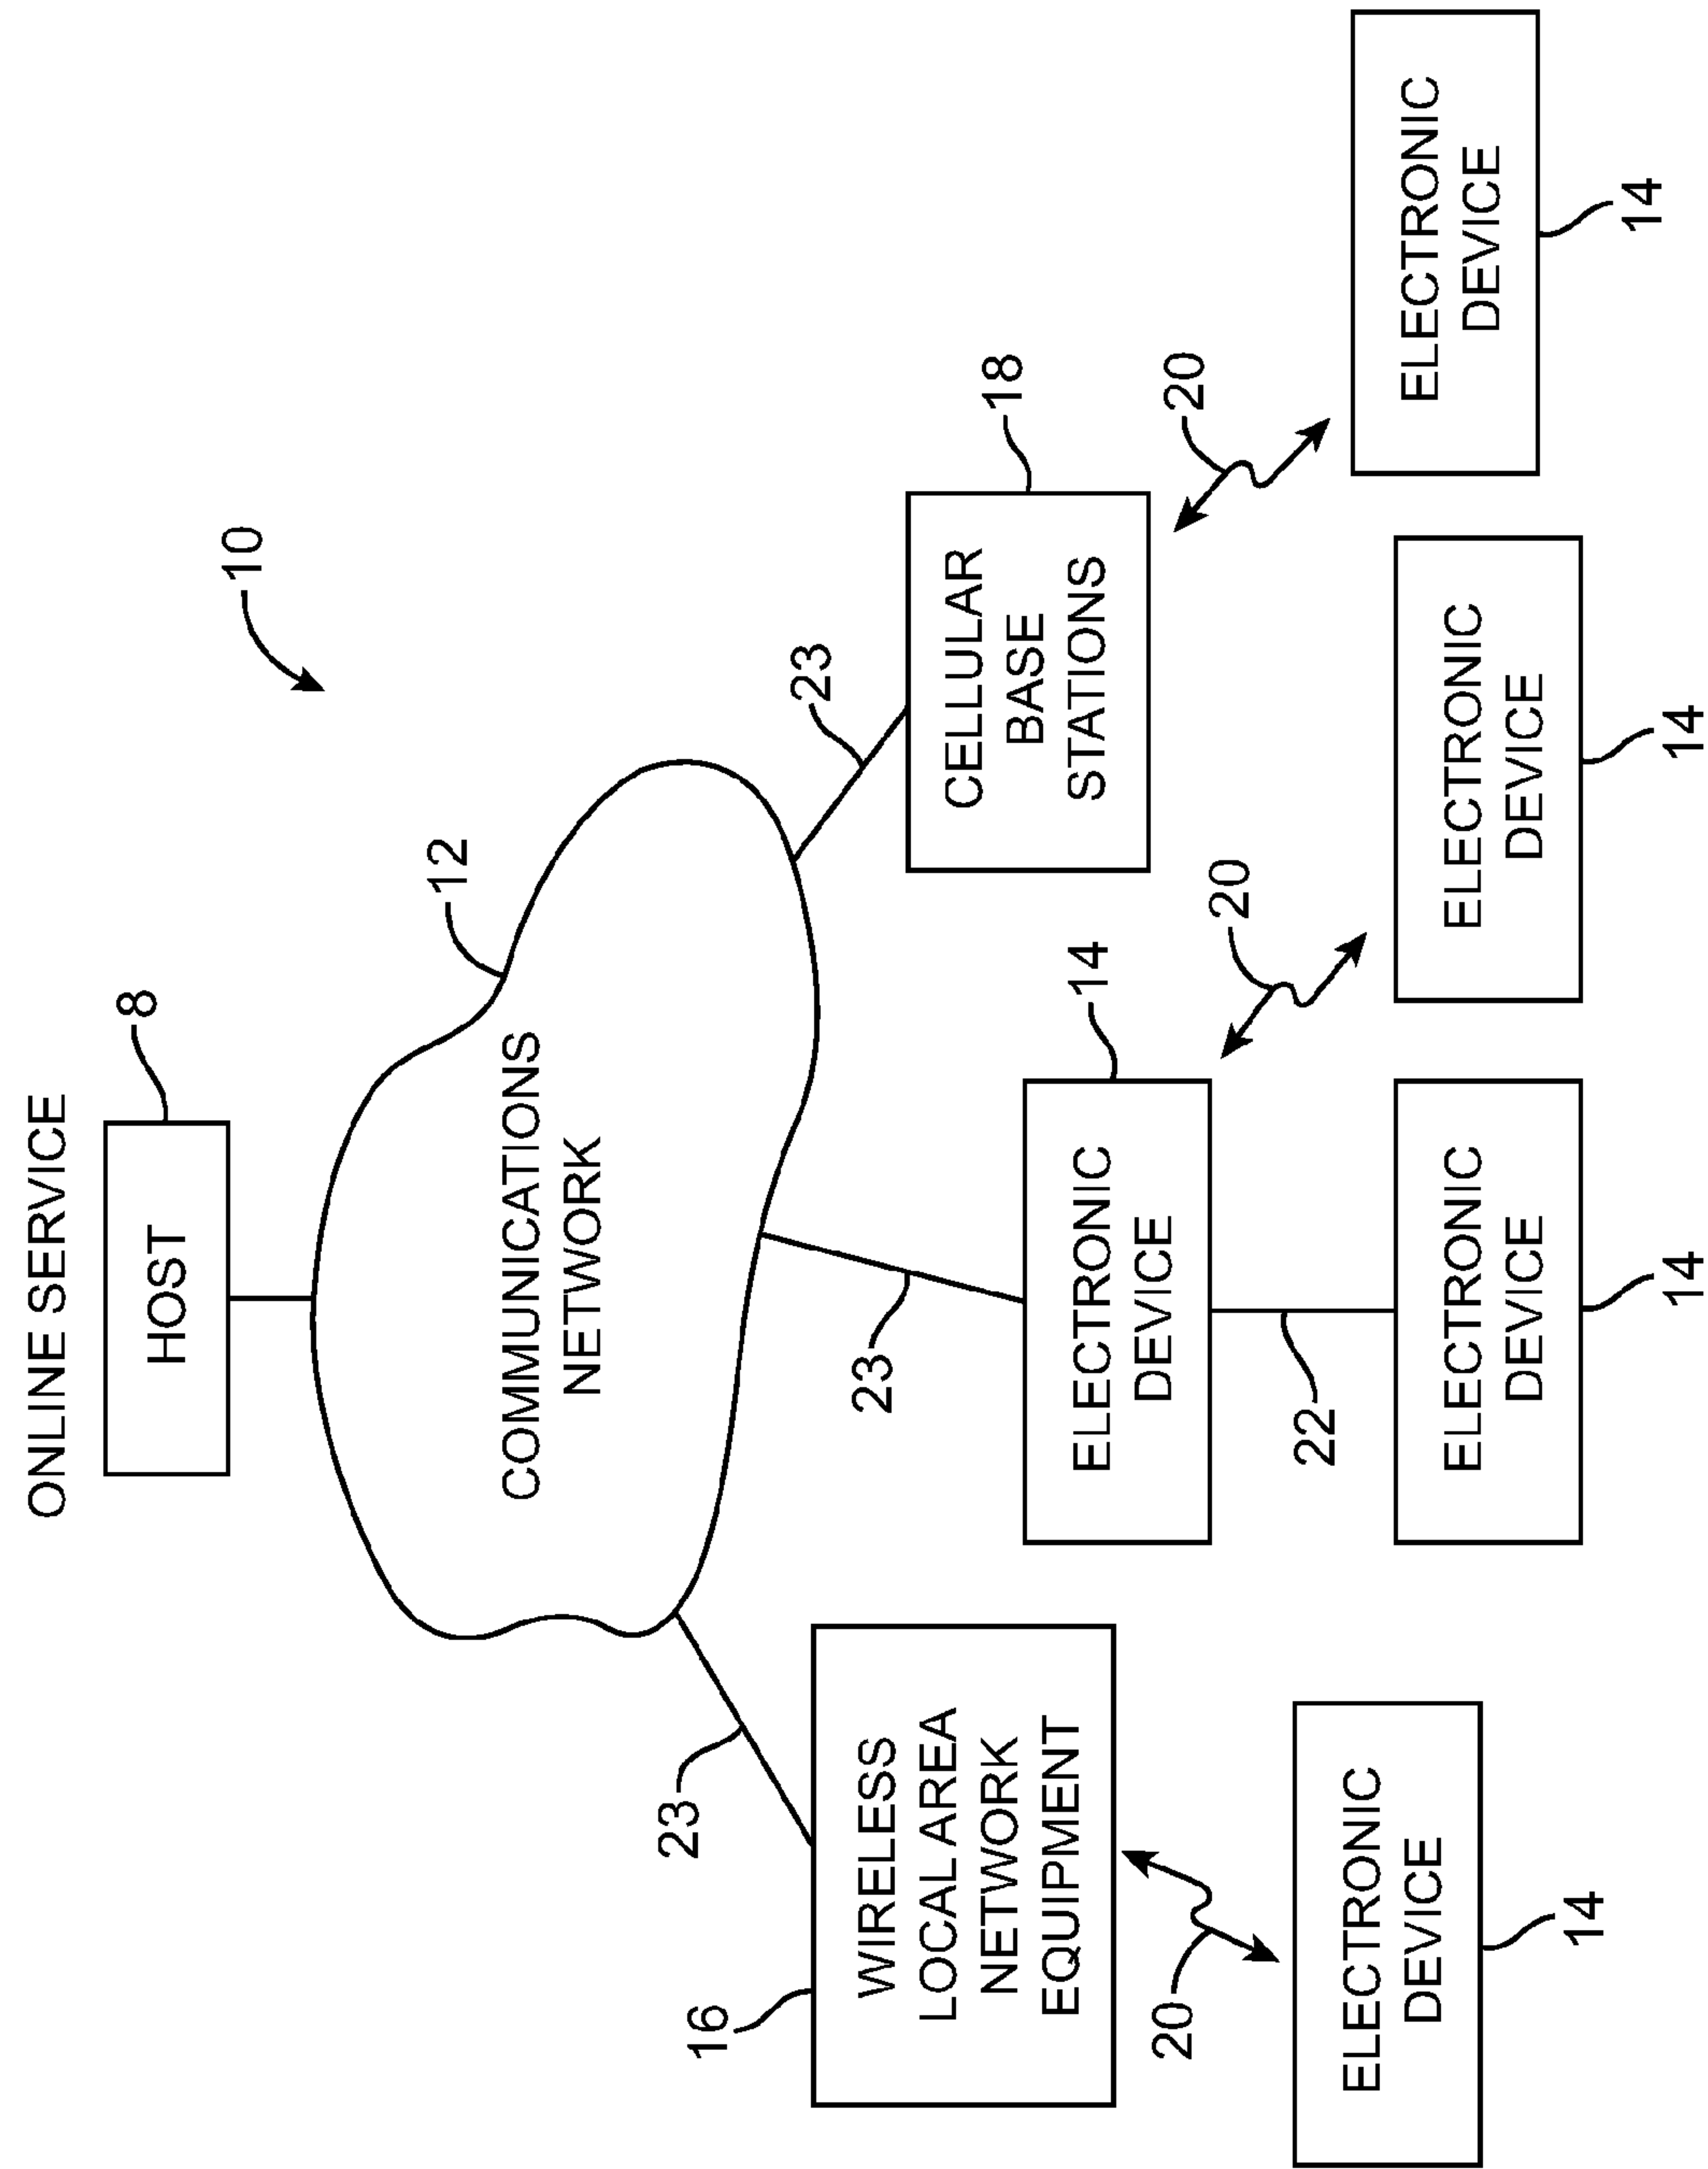 ONLINE SERVICE
HOST
8
10
12
COMMUNICATIONS
NETWORK
23
23
23
16
WIRELESS
LOCAL AREA
NETWORK
EQUIPMENT
14
ELECTRONIC
DEVICE
18
CELLULAR
BASE
STATIONS
20
22
20
20
ELECTRONIC
DEVICE
14
ELECTRONIC
DEVICE
14
ELECTRONIC
DEVICE
14
ELECTRONIC
DEVICE
14